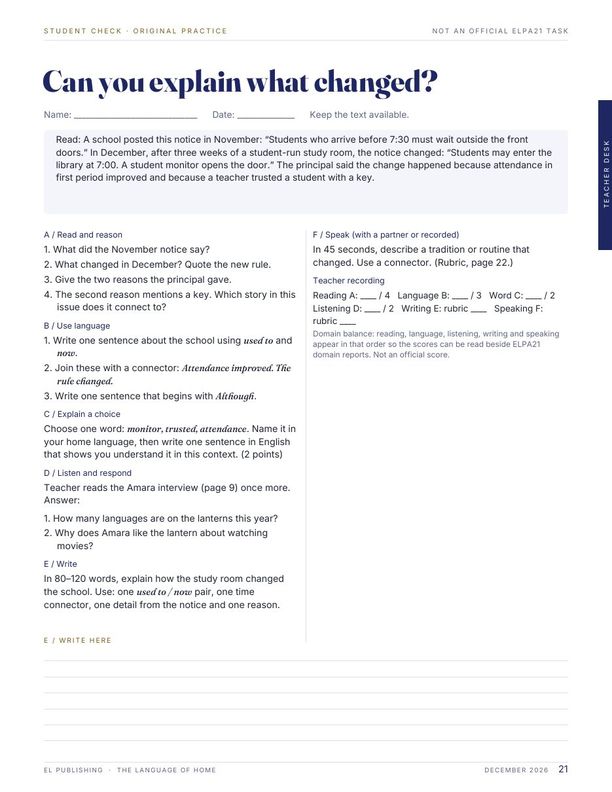 STUDENT CHECK · ORIGINAL PRACTICE
NOT AN OFFICIAL ELPA21 TASK
Can you explain what changed?
Name: ____________________ Date: __________ Keep the text available.
Read: A school posted this notice in November: “Students who arrive before 7:30 must wait outside the front
doors.” In December, after three weeks of a student-run study room, the notice changed: “Students may enter the
library at 7:00. A student monitor opens the door.” The principal said the change happened because attendance in
first period improved and because a teacher trusted a student with a key.
TEACHER DESK
A / Read and reason
1. What did the November notice say?
2. What changed in December? Quote the new rule.
3. Give the two reasons the principal gave.
4. The second reason mentions a key. Which story in this
issue does it connect to?
B / Use language
1. Write one sentence about the school using used to and
now.
2. Join these with a connector: Attendance improved. The
rule changed.
3. Write one sentence that begins with Although.
C / Explain a choice
Choose one word: monitor, trusted, attendance. Name it in
your home language, then write one sentence in English
that shows you understand it in this context. (2 points)
D / Listen and respond
Teacher reads the Amara interview (page 9) once more.
Answer:
1. How many languages are on the lanterns this year?
2. Why does Amara like the lantern about watching
movies?
E / Write
In 80–120 words, explain how the study room changed
the school. Use: one used to / now pair, one time
connector, one detail from the notice and one reason.
F / Speak (with a partner or recorded)
In 45 seconds, describe a tradition or routine that
changed. Use a connector. (Rubric, page 22.)
Teacher recording
Reading A: ____ / 4 Language B: ____ / 3 Word C: ____ / 2
Listening D: ____ / 2 Writing E: rubric ____ Speaking F:
rubric ____
Domain balance: reading, language, listening, writing and speaking
appear in that order so the scores can be read beside ELPA21
domain reports. Not an official score.
E / WRITE HERE
EL PUBLISHING · THE LANGUAGE OF HOME
DECEMBER 2026 21